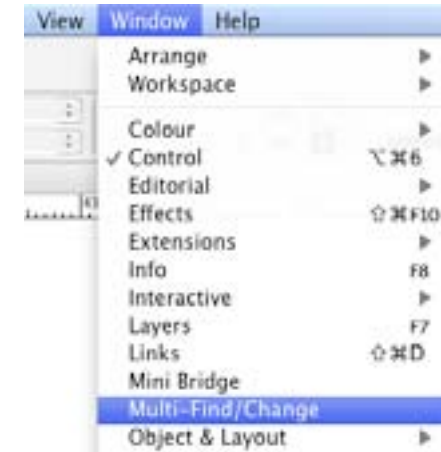 View Window Help
Arrange
Workspace
Colour
✓ Control ⌥⌘6
Editorial
Effects ⇧⌘F10
Extensions
Info F8
Interactive
Layers F7
Links ⇧⌘D
Mini Bridge
Multi-Find/Change
Object & Layout